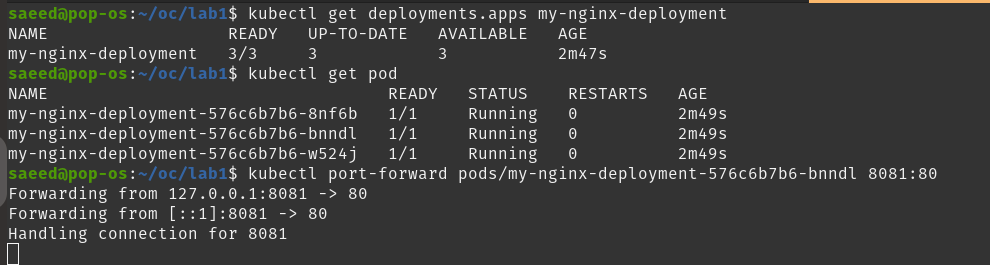 saeed@pop-os:~/oc/lab1$ kubectl get deployments.apps my-nginx-deployment
NAME                  READY   UP-TO-DATE   AVAILABLE   AGE
my-nginx-deployment   3/3     3            3           2m47s
saeed@pop-os:~/oc/lab1$ kubectl get pod
NAME                                   READY   STATUS    RESTARTS   AGE
my-nginx-deployment-576c6b7b6-8nf6b   1/1     Running   0          2m49s
my-nginx-deployment-576c6b7b6-bnndl   1/1     Running   0          2m49s
my-nginx-deployment-576c6b7b6-w524j   1/1     Running   0          2m49s
saeed@pop-os:~/oc/lab1$ kubectl port-forward pods/my-nginx-deployment-576c6b7b6-bnndl 8081:80
Forwarding from 127.0.0.1:8081 -> 80
Forwarding from [::1]:8081 -> 80
Handling connection for 8081